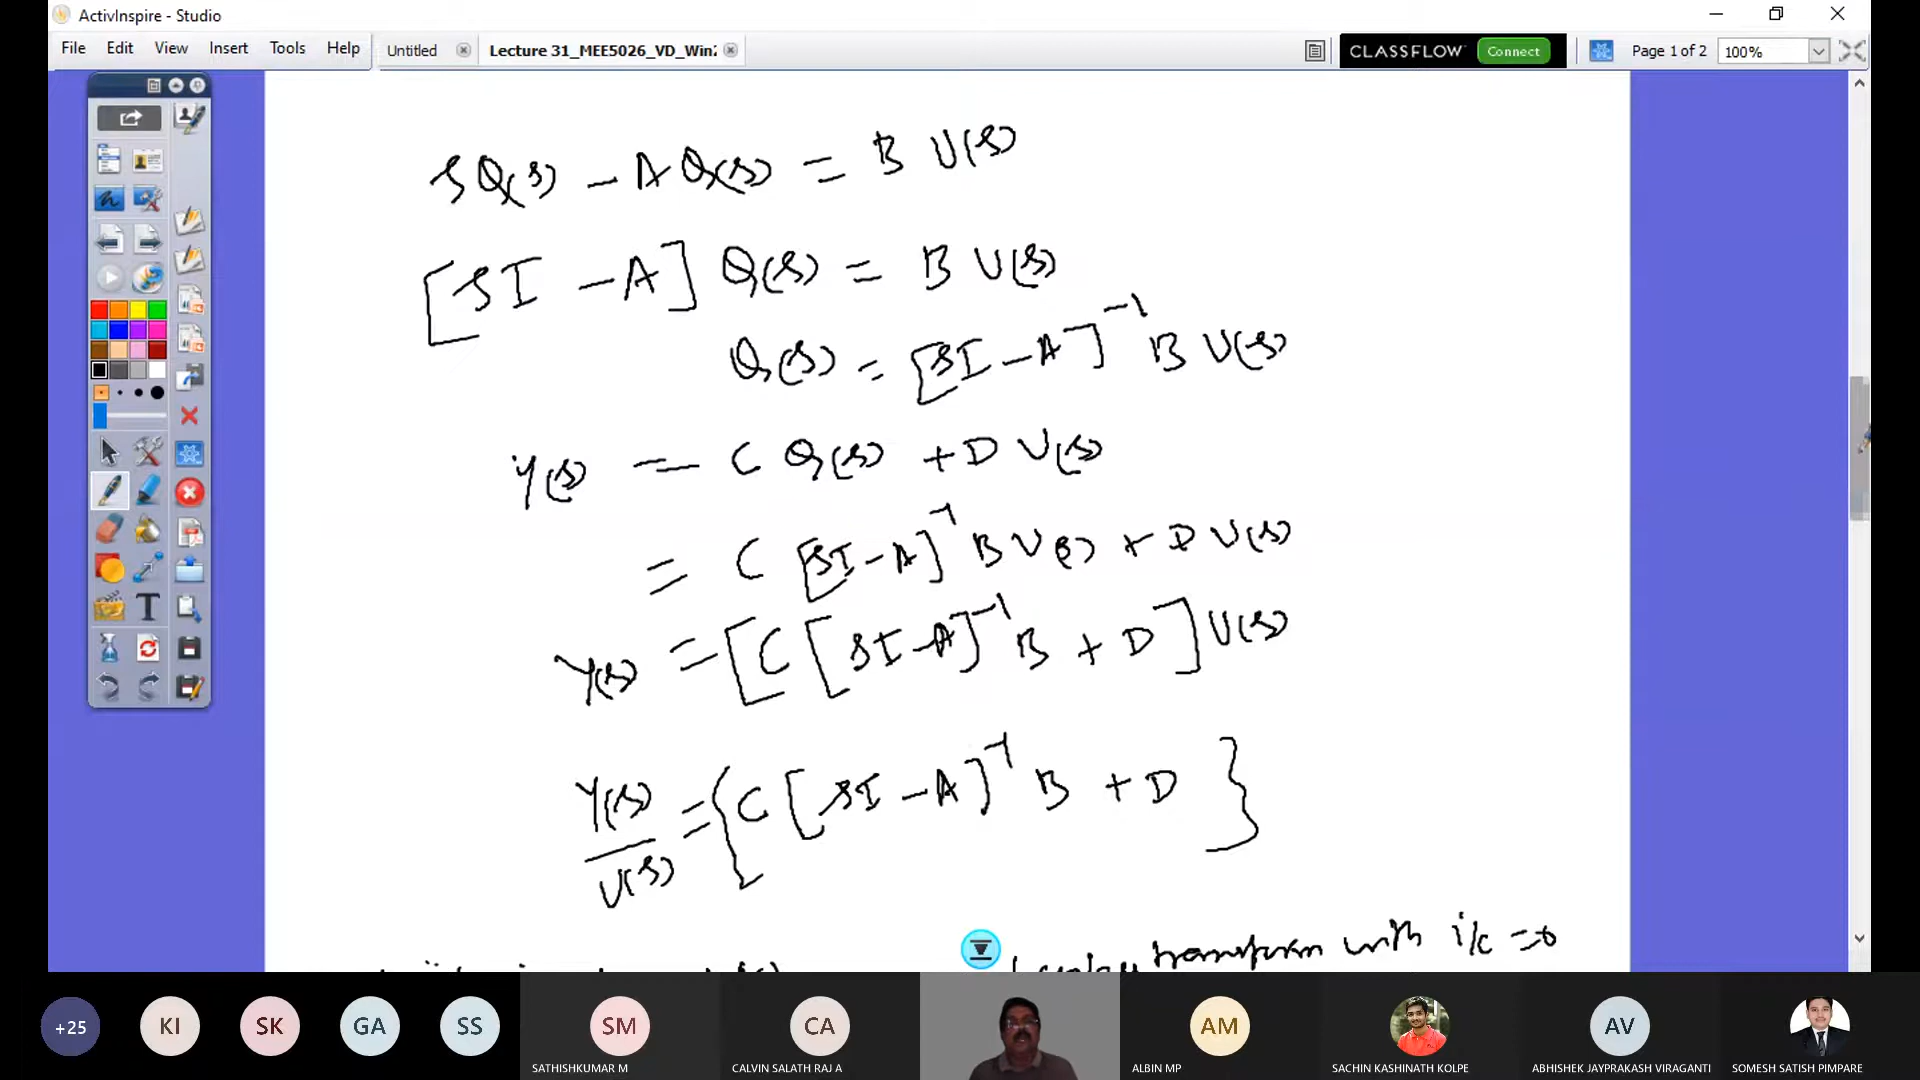 ActivInspire - Studio
File Edit View Insert Tools Help
Untitled
Lecture 31_MEE5026_VD_Win2
CLASSFLOW Connect
Page 1 of 2
100%
SQ(s) - AQ(s) = B U(s)
[SI - A] Q(s) = B U(s)
Q(s) = [SI - A]⁻¹ B U(s)
Y(s) = C Q(s) + D U(s)
= C [SI - A]⁻¹ B U(s) + D U(s)
Y(s) = [C [SI - A]⁻¹ B + D] U(s)
Y(s)/U(s) = {C [SI - A]⁻¹ B + D}
transform with i/c = 0
+25
KI
SK
GA
SS
SM
CA
AM
AV
SATHISHKUMAR M
CALVIN SALATH RAJ A
ALBIN MP
SACHIN KASHINATH KOLPE
ABHISHEK JAYPRAKASH VIRAGANTI
SOMESH SATISH PIMPARE